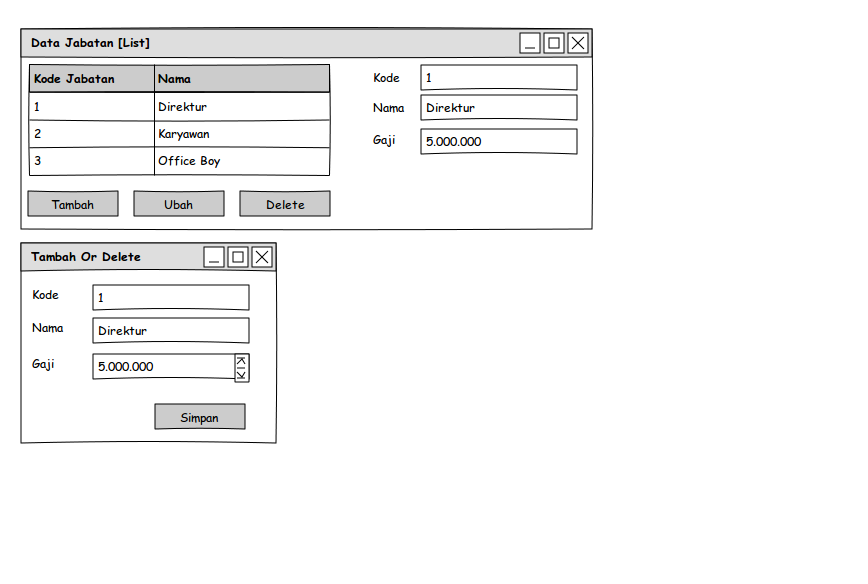 Data Jabatan [List]
Kode Jabatan Nama
1 Direktur
2 Karyawan
3 Office Boy
Kode 1
Nama Direktur
Gaji 5.000.000
Tambah Ubah Delete
Tambah Or Delete
Kode 1
Nama Direktur
Gaji 5.000.000
Simpan